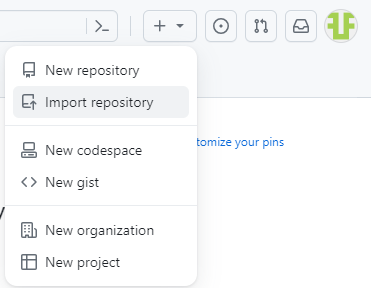 New repository
Import repository
tomize your pins
New codespace
New gist
New organization
New project